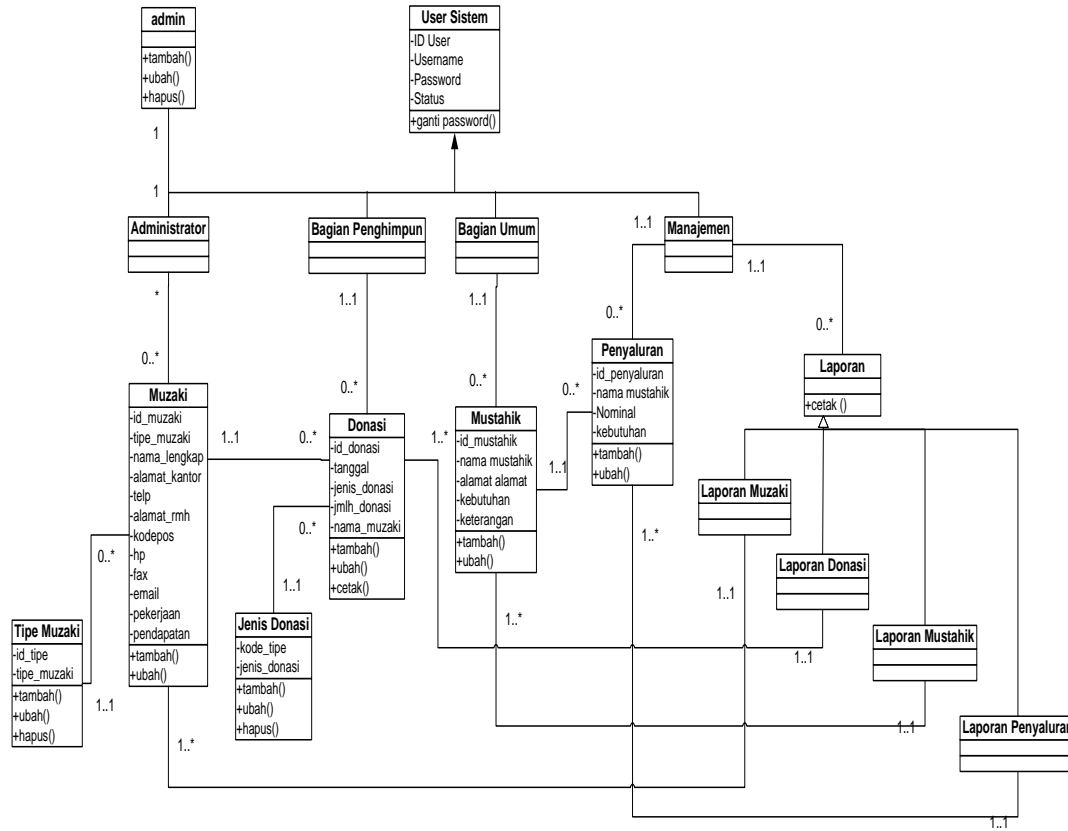 admin
+tambah()
+ubah()
+hapus()
User Sistem
-ID User
-Username
-Password
-Status
+ganti password()
1
1
Administrator
Bagian Penghimpun
Bagian Umum
Manajemen
1..1
1..1
*
1..1
1..1
0..*
0..*
0..*
0..*
0..*
Muzaki
-id_muzaki
-tipe_muzaki
-nama_lengkap
-alamat_kantor
-telp
-alamat_rmh
-kodepos
-hp
-fax
-email
-pekerjaan
-pendapatan
+tambah()
+ubah()
1..1
0..*
Donasi
-id_donasi
-tanggal
-jenis_donasi
-jmlh_donasi
-nama_muzaki
+tambah()
+ubah()
+cetak()
1..*
Mustahik
-id_mustahik
-nama mustahik
-alamat alamat
-kebutuhan
-keterangan
+tambah()
+ubah()
0..*
1..1
Penyaluran
-id_penyaluran
-nama mustahik
-Nominal
-kebutuhan
+tambah()
+ubah()
Laporan
+cetak ()
Laporan Muzaki
Laporan Donasi
Laporan Mustahik
Laporan Penyaluran
0..*
1..1
0..*
1..1
Tipe Muzaki
-id_tipe
-tipe_muzaki
+tambah()
+ubah()
+hapus()
Jenis Donasi
-kode_tipe
-jenis_donasi
+tambah()
+ubah()
+hapus()
1..*
1..1
1..*
1..1
1..*
1..1
1..1